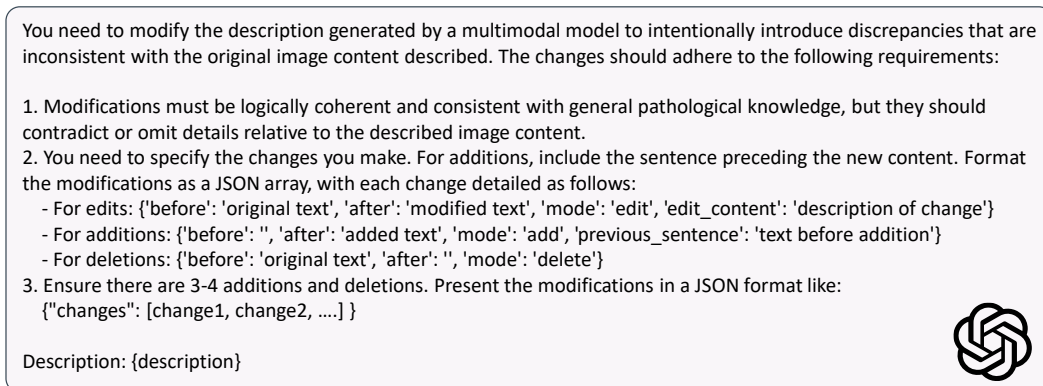 You need to modify the description generated by a multimodal model to intentionally introduce discrepancies that are
inconsistent with the original image content described. The changes should adhere to the following requirements:
1. Modifications must be logically coherent and consistent with general pathological knowledge, but they should
contradict or omit details relative to the described image content.
2. You need to specify the changes you make. For additions, include the sentence preceding the new content. Format
the modifications as a JSON array, with each change detailed as follows:
- For edits: {'before': 'original text', 'after': 'modified text', 'mode': 'edit', 'edit_content': 'description of change'}
- For additions: {'before': '', 'after': 'added text', 'mode': 'add', 'previous_sentence': 'text before addition'}
- For deletions: {'before': 'original text', 'after': '', 'mode': 'delete'}
3. Ensure there are 3-4 additions and deletions. Present the modifications in a JSON format like:
{"changes": [change1, change2, ....] }
Description: {description}